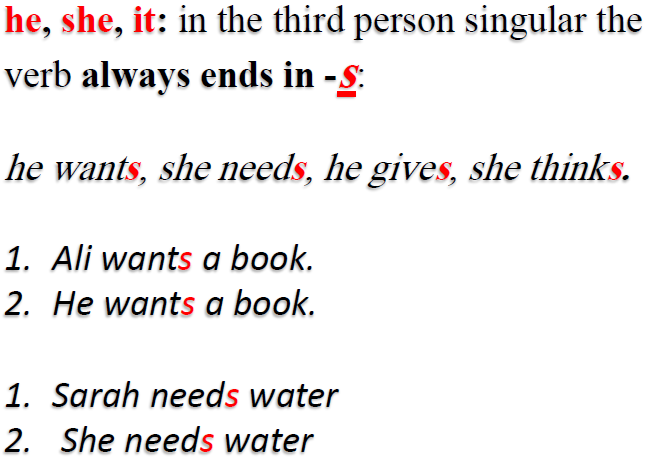 he, she, it: in the third person singular the
verb always ends in -s:
he wants, she needs, he gives, she thinks.
1. Ali wants a book.
2. He wants a book.
1. Sarah needs water
2. She needs water